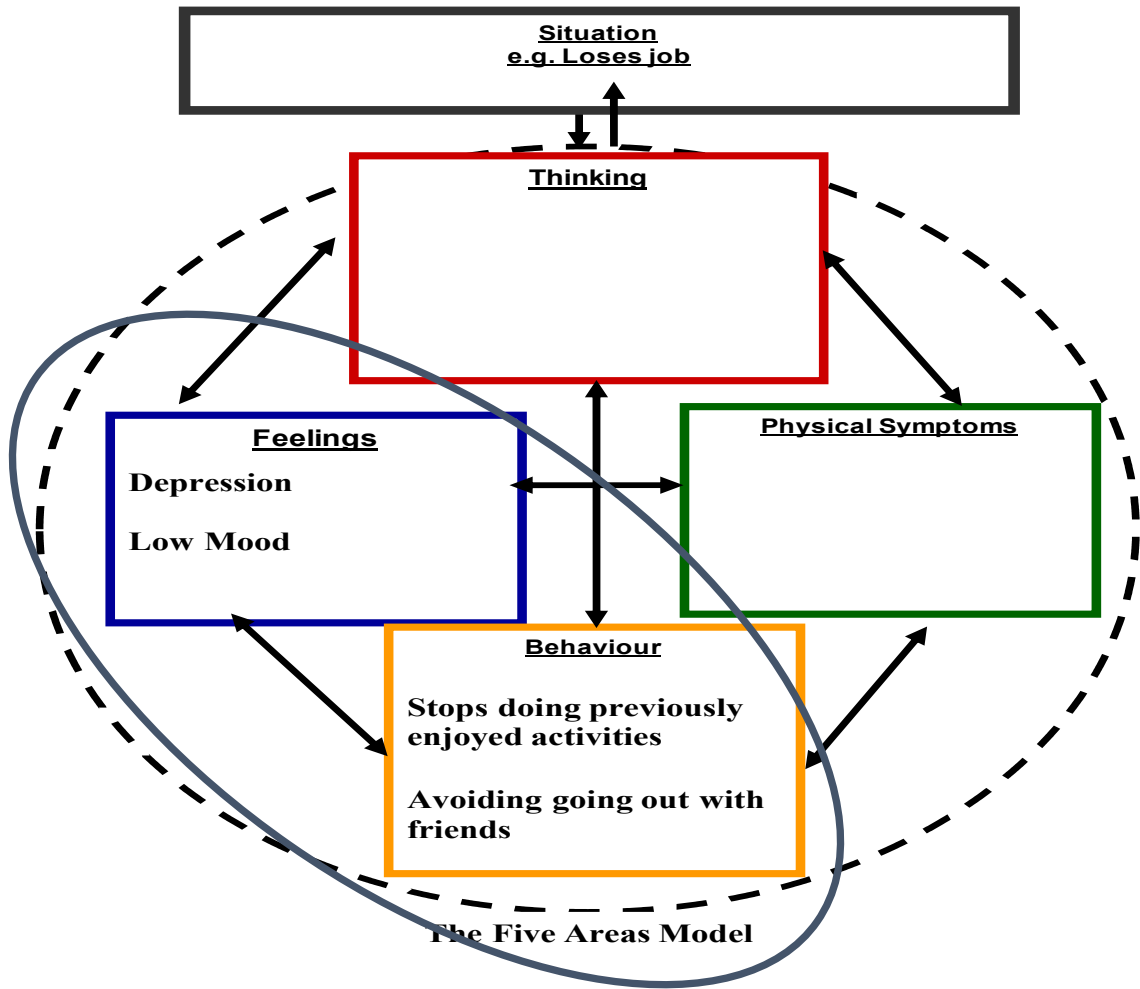 Situation
e.g. Loses job
Thinking
Feelings
Depression
Low Mood
Physical Symptoms
Behaviour
Stops doing previously
enjoyed activities
Avoiding going out with
friends
The Five Areas Model